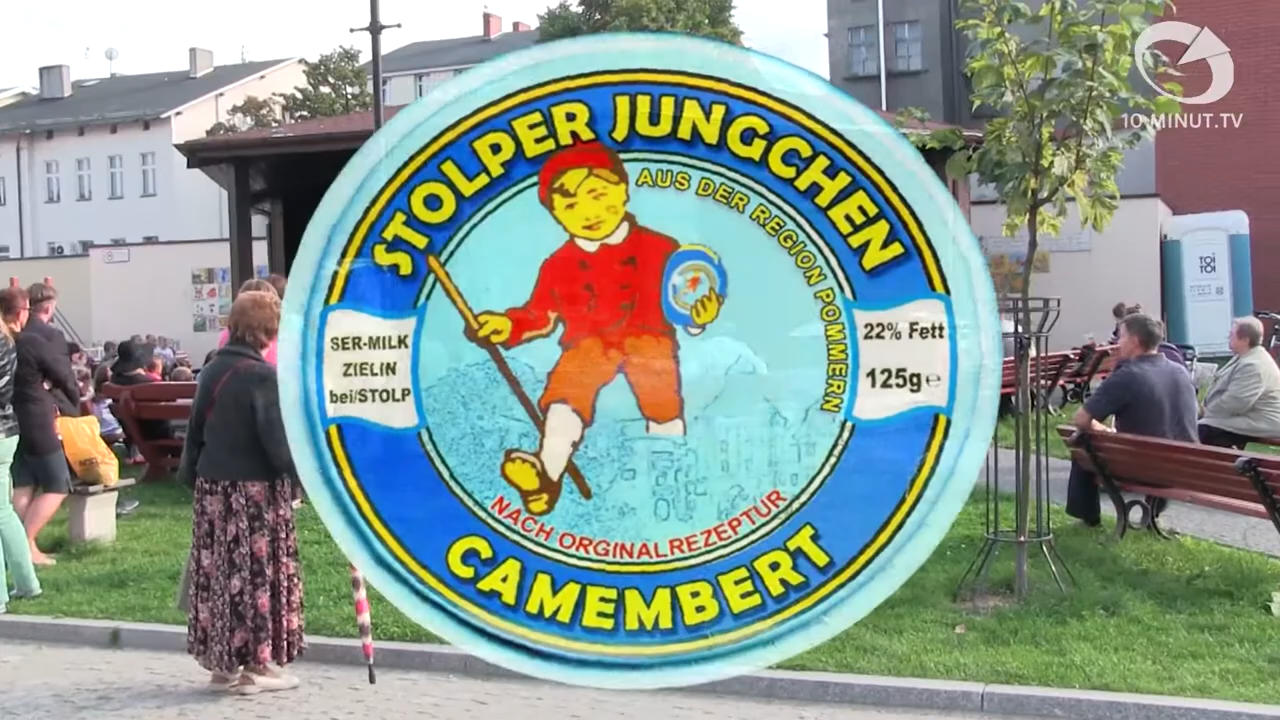 10 MINUT.TV
STOLPER JUNGCHEN
AUS DER REGION POMMERN
SER-MILK
ZIELIN
bei/STOLP
22% Fett
125g℮
NACH ORGINALREZEPTUR
CAMEMBERT
TOi
TOi